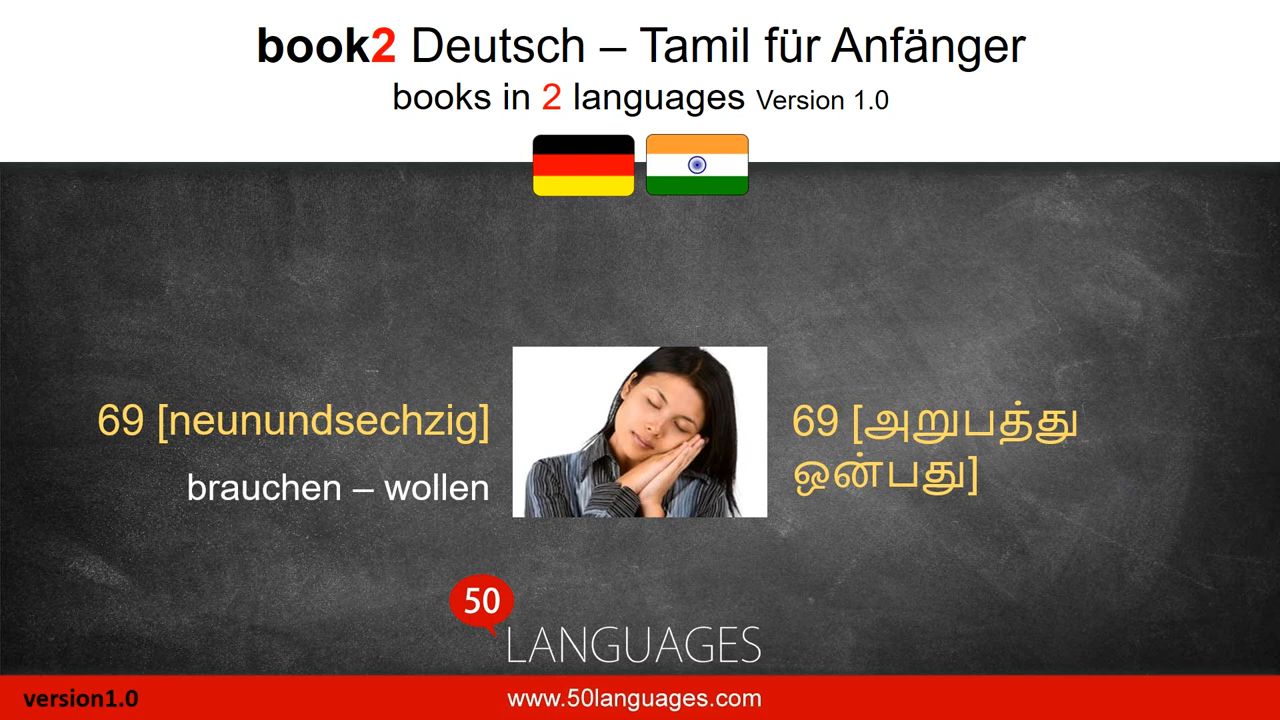 book2 Deutsch – Tamil für Anfänger
books in 2 languages Version 1.0
69 [neunundsechzig]
brauchen – wollen
69 [அறுபத்து
ஒன்பது]
50
LANGUAGES
version1.0
www.50languages.com